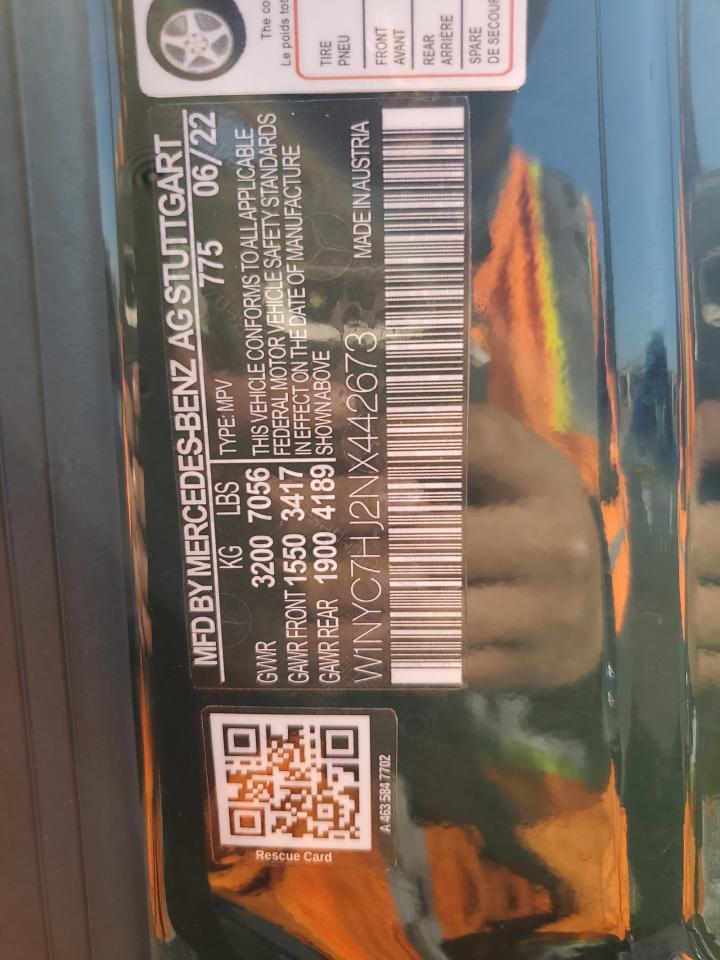 MFD BY MERCEDES-BENZ AG STUTTGART
KG LBS TYPE: MPV 775 06/22
GVWR 3200 7056 THIS VEHICLE CONFORMS TO ALL APPLICABLE
FEDERAL MOTOR VEHICLE SAFETY STANDARDS
GAWR FRONT 1550 3417 IN EFFECT ON THE DATE OF MANUFACTURE
GAWR REAR 1900 4189 SHOWN ABOVE
W1NYC7HJ2NX442673 MADE IN AUSTRIA
Rescue Card
A 463 584 7702
The co
Le poids tot
TIRE
PNEU
FRONT
AVANT
REAR
ARRIÈRE
SPARE
DE SECOUR